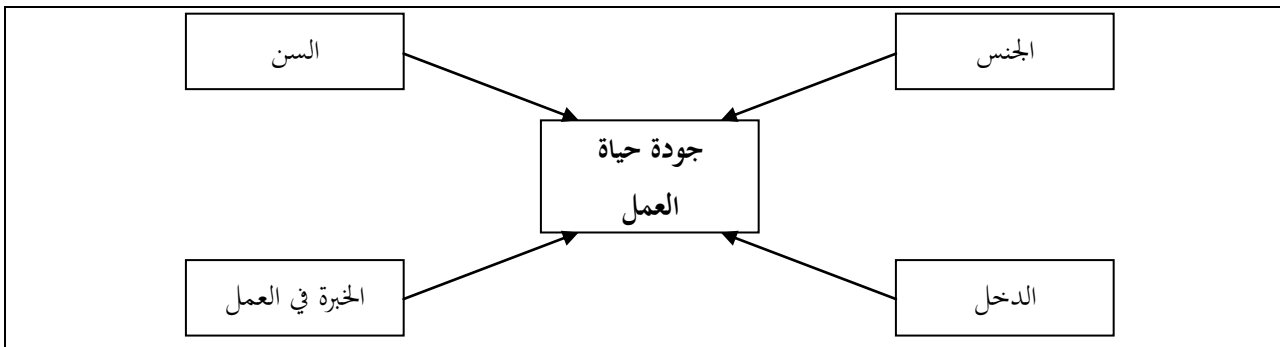 الجنس
السن
جودة حياة
العمل
الدخل
الخبرة في العمل